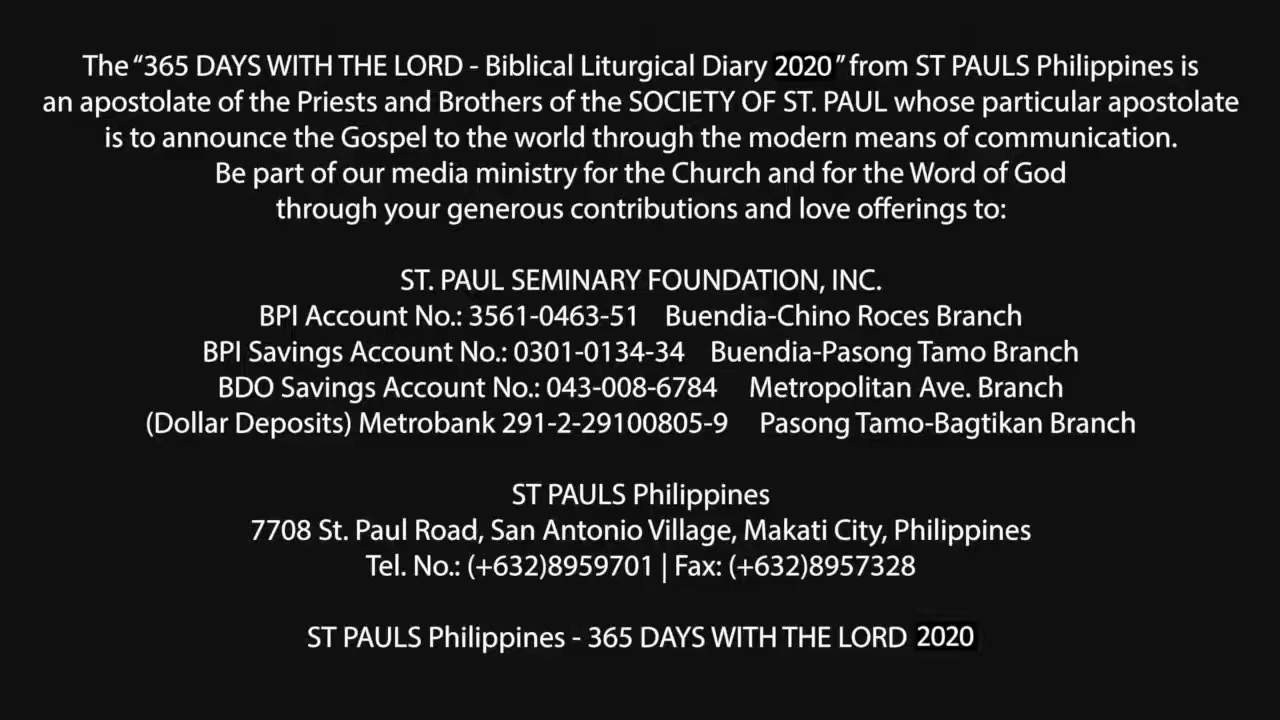 The “365 DAYS WITH THE LORD - Biblical Liturgical Diary 2020” from ST PAULS Philippines is
an apostolate of the Priests and Brothers of the SOCIETY OF ST. PAUL whose particular apostolate
is to announce the Gospel to the world through the modern means of communication.
Be part of our media ministry for the Church and for the Word of God
through your generous contributions and love offerings to:
ST. PAUL SEMINARY FOUNDATION, INC.
BPI Account No.: 3561-0463-51 Buendia-Chino Roces Branch
BPI Savings Account No.: 0301-0134-34 Buendia-Pasong Tamo Branch
BDO Savings Account No.: 043-008-6784 Metropolitan Ave. Branch
(Dollar Deposits) Metrobank 291-2-29100805-9 Pasong Tamo-Bagtikan Branch
ST PAULS Philippines
7708 St. Paul Road, San Antonio Village, Makati City, Philippines
Tel. No.: (+632)8959701 | Fax: (+632)8957328
ST PAULS Philippines - 365 DAYS WITH THE LORD 2020